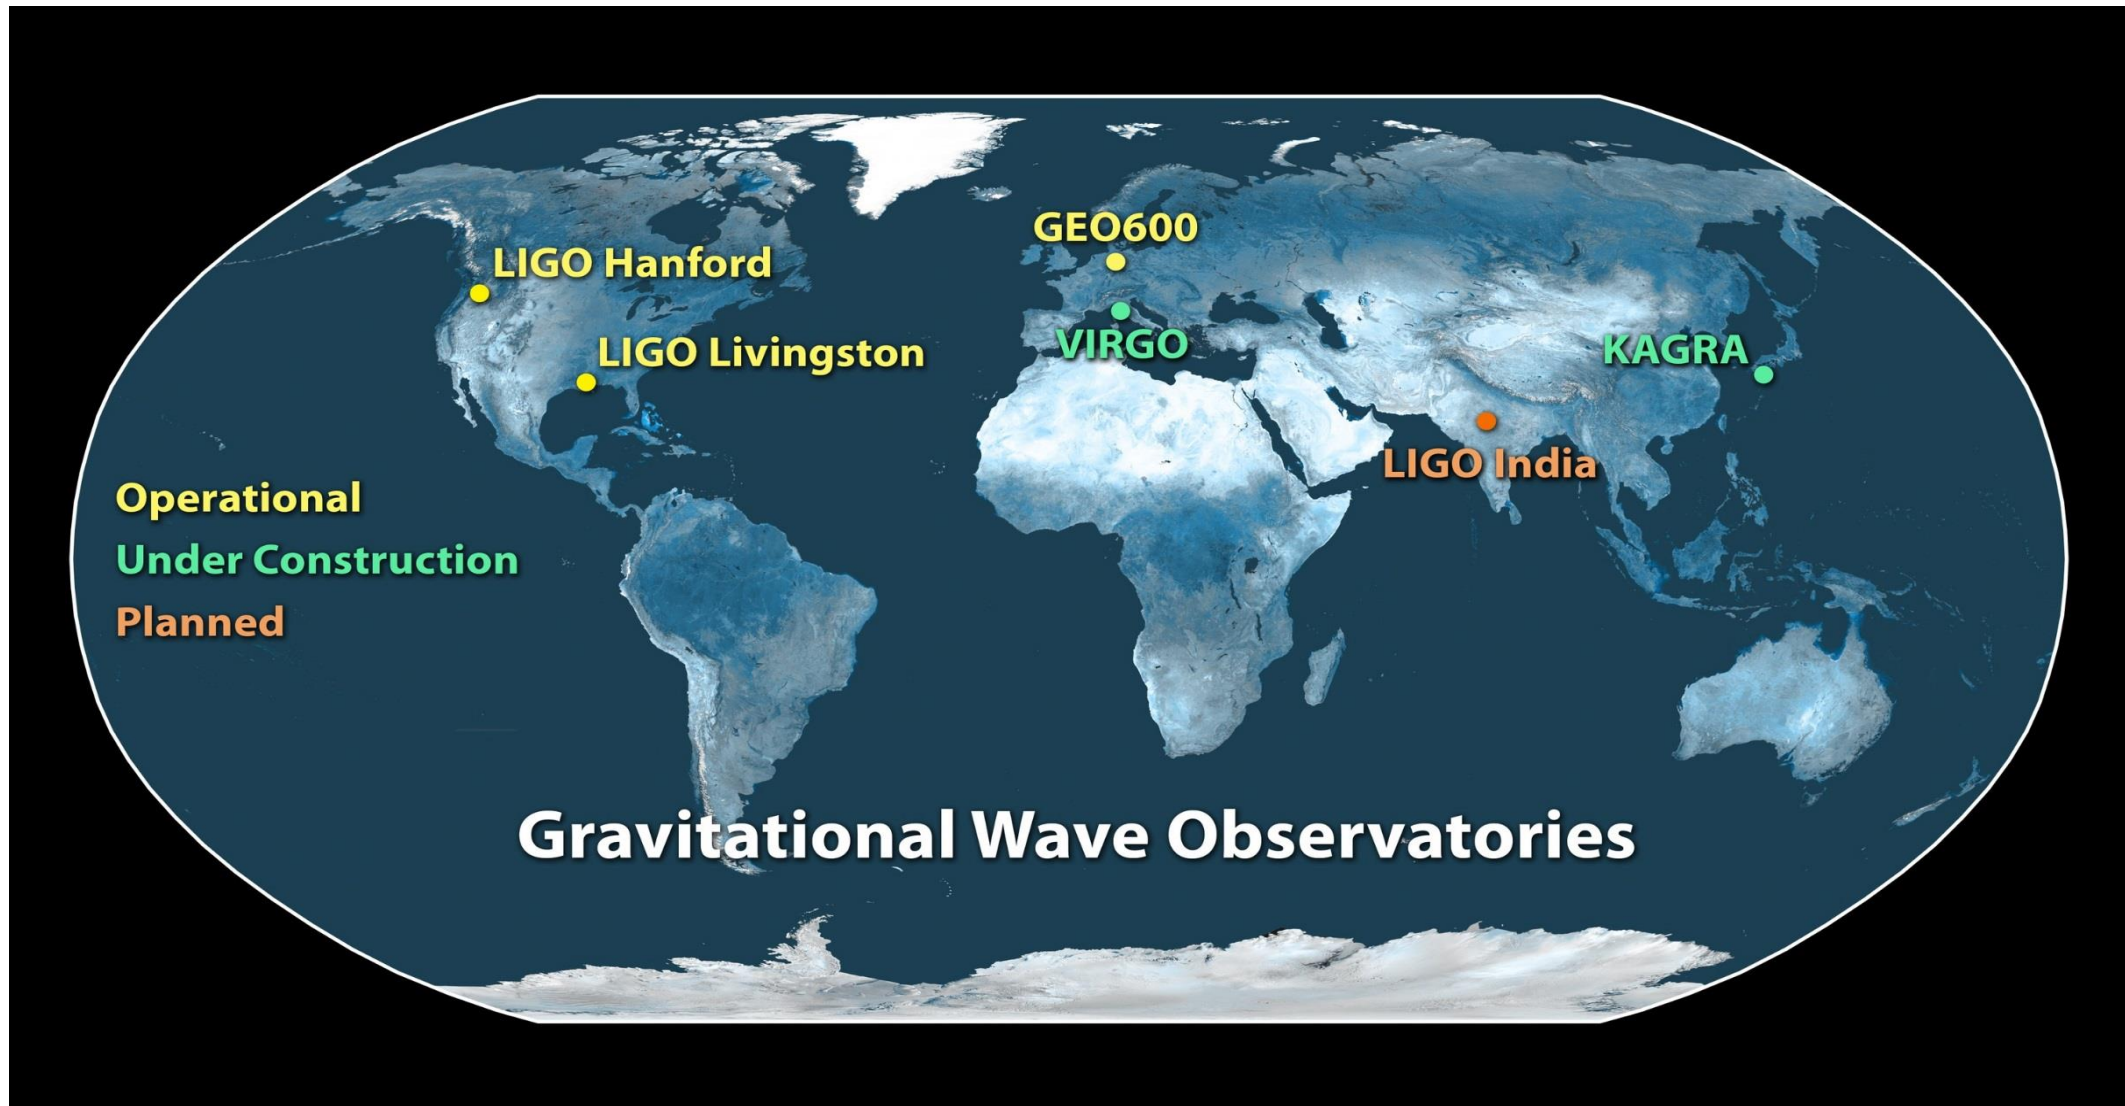 GEO600
LIGO Hanford
LIGO Livingston
VIRGO
KAGRA
LIGO India
Operational
Under Construction
Planned
Gravitational Wave Observatories